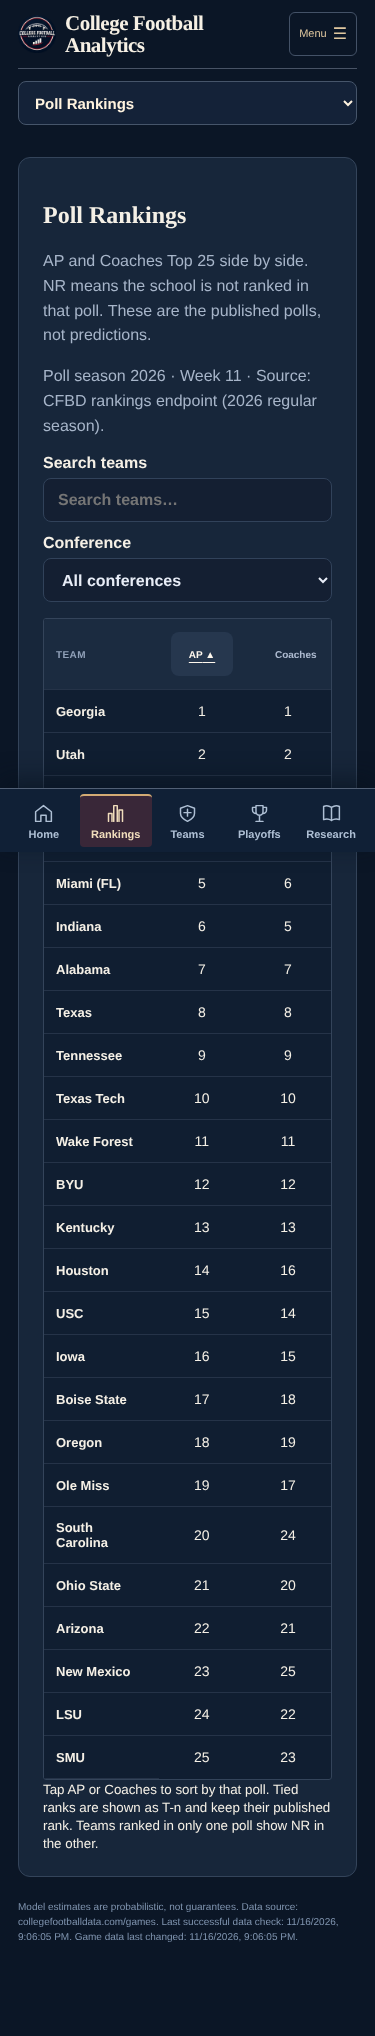 College Football
Analytics
Menu ☰
Poll Rankings
Poll Rankings
AP and Coaches Top 25 side by side.
NR means the school is not ranked in
that poll. These are the published polls,
not predictions.
Poll season 2026 · Week 11 · Source:
CFBD rankings endpoint (2026 regular
season).
Search teams
Search teams…
Conference
All conferences
TEAM AP ▲ Coaches
Georgia 1 1
Utah 2 2
Home Rankings Teams Playoffs Research
Miami (FL) 5 6
Indiana 6 5
Alabama 7 7
Texas 8 8
Tennessee 9 9
Texas Tech 10 10
Wake Forest 11 11
BYU 12 12
Kentucky 13 13
Houston 14 16
USC 15 14
Iowa 16 15
Boise State 17 18
Oregon 18 19
Ole Miss 19 17
South
Carolina 20 24
Ohio State 21 20
Arizona 22 21
New Mexico 23 25
LSU 24 22
SMU 25 23
Tap AP or Coaches to sort by that poll. Tied
ranks are shown as T-n and keep their published
rank. Teams ranked in only one poll show NR in
the other.
Model estimates are probabilistic, not guarantees. Data source:
collegefootballdata.com/games. Last successful data check: 11/16/2026,
9:06:05 PM. Game data last changed: 11/16/2026, 9:06:05 PM.